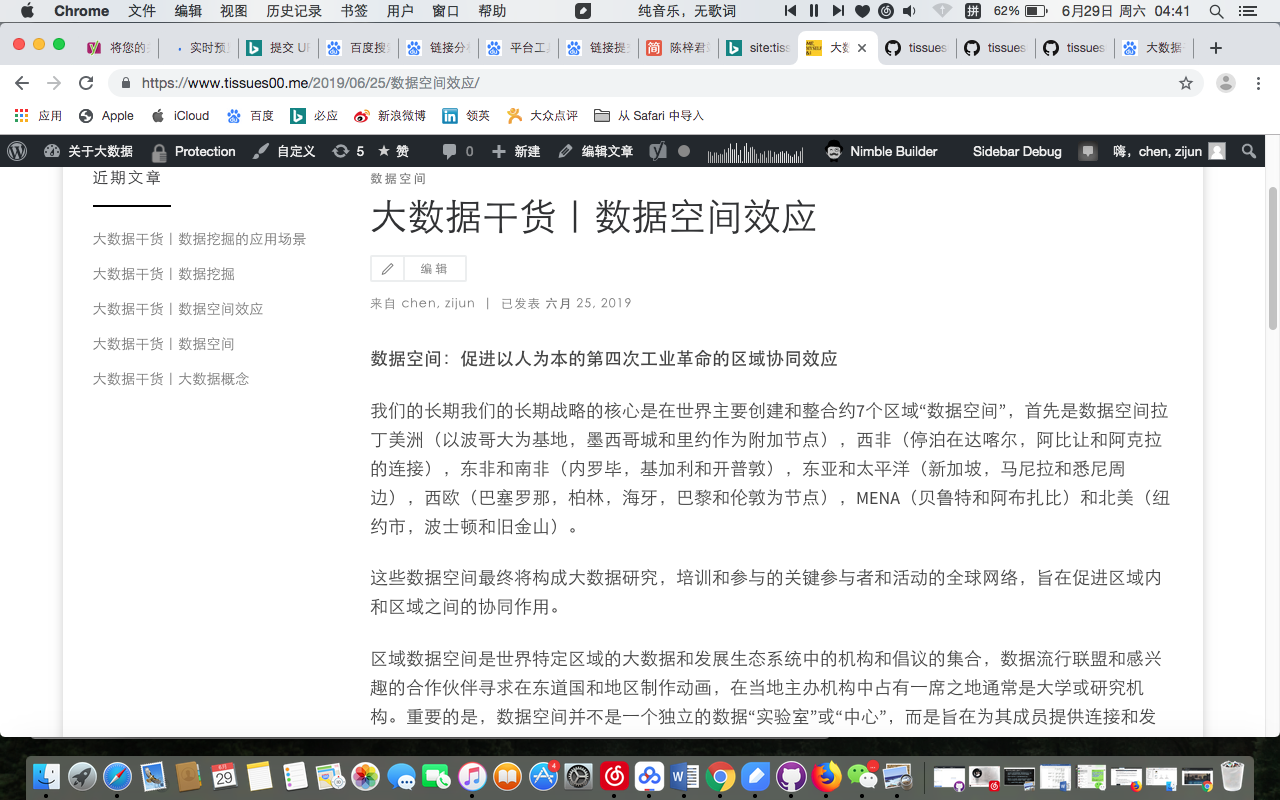 Chrome 文件 编辑 视图 历史记录 书签 用户 窗口 帮助 纯音乐，无歌词 拼 62% 6月29日 周六 04:41
将您的 实时预 提交 U 百度搜 链接分 平台工 链接提 简 陈梓君 site:tiss 大数 tissues tissues tissues 大数据
https://www.tissues00.me/2019/06/25/数据空间效应/
应用 Apple iCloud 百度 必应 新浪微博 领英 大众点评 从 Safari 中导入
关于大数据 Protection 自定义 5 赞 0 新建 编辑文章 Nimble Builder Sidebar Debug 嗨，chen, zijun
近期文章
大数据干货丨数据挖掘的应用场景
大数据干货丨数据挖掘
大数据干货丨数据空间效应
大数据干货丨数据空间
大数据干货丨大数据概念
数据空间
大数据干货丨数据空间效应
编辑
来自 chen, zijun | 已发表 六月 25, 2019
数据空间：促进以人为本的第四次工业革命的区域协同效应
我们的长期我们的长期战略的核心是在世界主要创建和整合约7个区域“数据空间”，首先是数据空间拉
丁美洲（以波哥大为基地，墨西哥城和里约作为附加节点），西非（停泊在达喀尔，阿比让和阿克拉
的连接），东非和南非（内罗毕，基加利和开普敦），东亚和太平洋（新加坡，马尼拉和悉尼周
边），西欧（巴塞罗那，柏林，海牙，巴黎和伦敦为节点），MENA（贝鲁特和阿布扎比）和北美（纽
约市，波士顿和旧金山）。
这些数据空间最终将构成大数据研究，培训和参与的关键参与者和活动的全球网络，旨在促进区域内
和区域之间的协同作用。
区域数据空间是世界特定区域的大数据和发展生态系统中的机构和倡议的集合，数据流行联盟和感兴
趣的合作伙伴寻求在东道国和地区制作动画，在当地主办机构中占有一席之地通常是大学或研究机
构。重要的是，数据空间并不是一个独立的数据“实验室”或“中心”，而是旨在为其成员提供连接和发
29
4